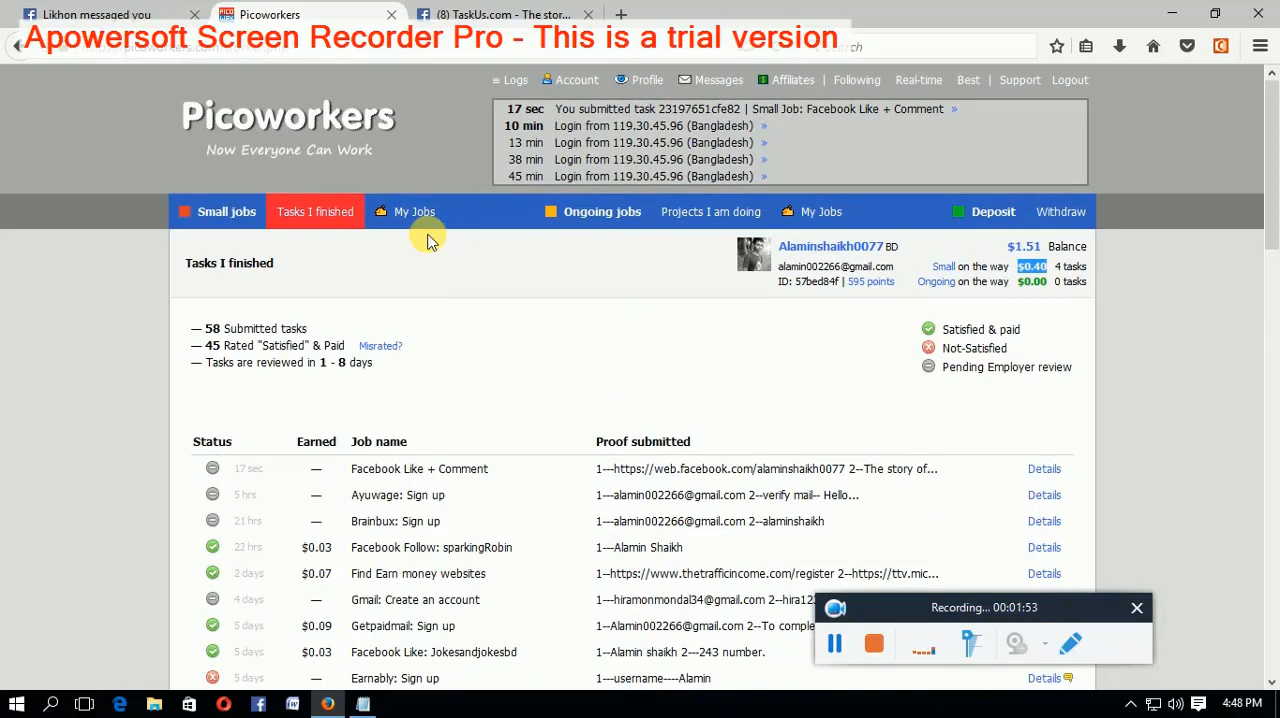 Likhon messaged you
Picoworkers
(8) TaskUs.com - The stor...
Apowersoft Screen Recorder Pro - This is a trial version
Logs Account Profile Messages Affiliates Following Real-time Best Support Logout
Picoworkers
Now Everyone Can Work
17 sec You submitted task 23197651cfe82 | Small Job: Facebook Like + Comment »
10 min Login from 119.30.45.96 (Bangladesh) »
13 min Login from 119.30.45.96 (Bangladesh) »
38 min Login from 119.30.45.96 (Bangladesh) »
45 min Login from 119.30.45.96 (Bangladesh) »
Small jobs Tasks I finished My Jobs Ongoing jobs Projects I am doing My Jobs Deposit Withdraw
Tasks I finished
Alaminshaikh0077 BD $1.51 Balance
alamin002266@gmail.com Small on the way $0.40 4 tasks
ID: 57bed84f | 595 points Ongoing on the way $0.00 0 tasks
— 58 Submitted tasks
— 45 Rated "Satisfied" & Paid Misrated?
— Tasks are reviewed in 1 - 8 days
Satisfied & paid
Not-Satisfied
Pending Employer review
Status Earned Job name Proof submitted
17 sec — Facebook Like + Comment 1---https://web.facebook.com/alaminshaikh0077 2--The story of... Details
5 hrs — Ayuwage: Sign up 1---alamin002266@gmail.com 2--verify mail-- Hello... Details
21 hrs — Brainbux: Sign up 1---alamin002266@gmail.com 2--alaminshaikh Details
22 hrs $0.03 Facebook Follow: sparkingRobin 1---Alamin Shaikh Details
2 days $0.07 Find Earn money websites 1--https://www.thetrafficincome.com/register 2--https://ttv.mic... Details
4 days — Gmail: Create an account 1---hiramonmondal34@gmail.com 2--hira12
5 days $0.09 Getpaidmail: Sign up 1---Alamin002266@gmail.com 2--To comple
5 days $0.03 Facebook Like: Jokesandjokesbd 1---Alamin shaikh 2---243 number.
5 days — Earnably: Sign up 1---username----Alamin Details
Recording... 00:01:53
4:48 PM